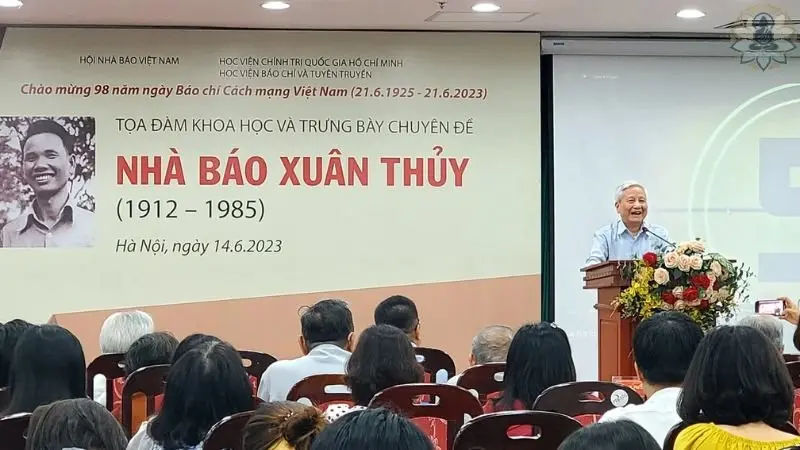 HỘI NHÀ BÁO VIỆT NAM
HỌC VIỆN CHÍNH TRỊ QUỐC GIA HỒ CHÍ MINH
HỌC VIỆN BÁO CHÍ VÀ TUYÊN TRUYỀN
Chào mừng 98 năm ngày Báo chí Cách mạng Việt Nam (21.6.1925 - 21.6.2023)
TỌA ĐÀM KHOA HỌC VÀ TRƯNG BÀY CHUYÊN ĐỀ
NHÀ BÁO XUÂN THỦY
(1912 – 1985)
Hà Nội, ngày 14.6.2023